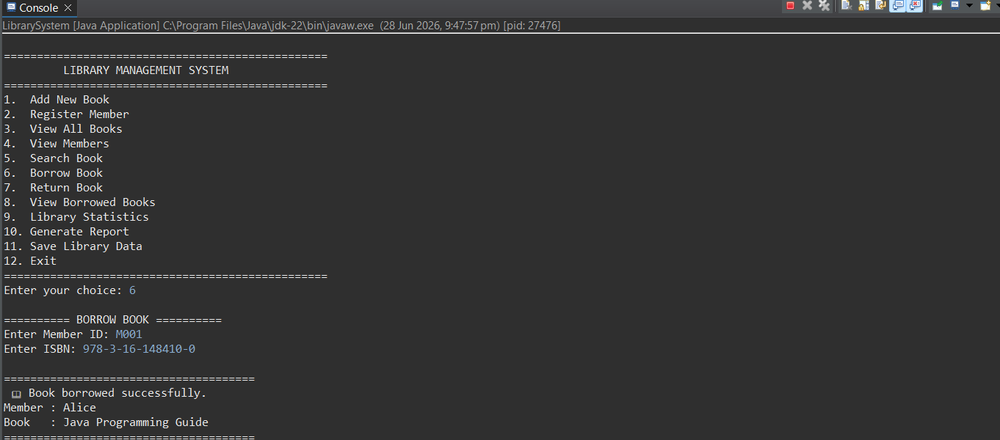 Console
LibrarySystem [Java Application] C:\Program Files\Java\jdk-22\bin\javaw.exe (28 Jun 2026, 9:47:57 pm) [pid: 27476]
=================================================
LIBRARY MANAGEMENT SYSTEM
=================================================
1. Add New Book
2. Register Member
3. View All Books
4. View Members
5. Search Book
6. Borrow Book
7. Return Book
8. View Borrowed Books
9. Library Statistics
10. Generate Report
11. Save Library Data
12. Exit
=================================================
Enter your choice: 6
========== BORROW BOOK ==========
Enter Member ID: M001
Enter ISBN: 978-3-16-148410-0
======================================
📖 Book borrowed successfully.
Member : Alice
Book : Java Programming Guide
======================================